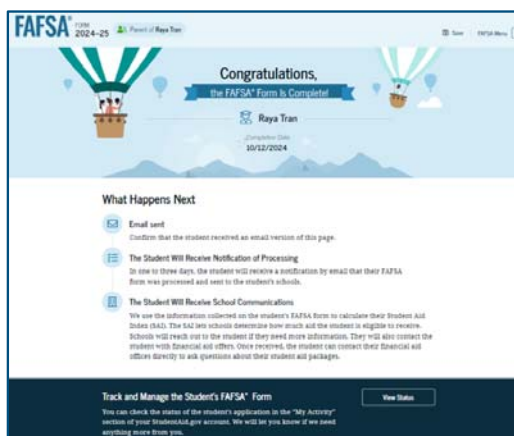 FAFSA®
FORM
2024–25
Parent of Raya Tran
Save
FAFSA Menu
Congratulations,
the FAFSA® Form Is Complete!
Raya Tran
Completion Date
10/12/2024
What Happens Next
Email sent
Confirm that the student received an email version of this page.
The Student Will Receive Notification of Processing
In one to three days, the student will receive a notification by email that their FAFSA
form was processed and sent to the student's schools.
The Student Will Receive School Communications
We use the information collected on the student's FAFSA form to calculate their Student Aid
Index (SAI). The SAI lets schools determine how much aid the student is eligible to receive.
Schools will reach out to the student if they need more information. They will also contact the
student with financial aid offers. Once received, the student can contact their financial aid
offices directly to ask questions about their student aid packages.
Track and Manage the Student's FAFSA® Form
View Status
You can check the status of the student's application in the "My Activity"
section of your StudentAid.gov account. We will let you know if we need
anything more from you.